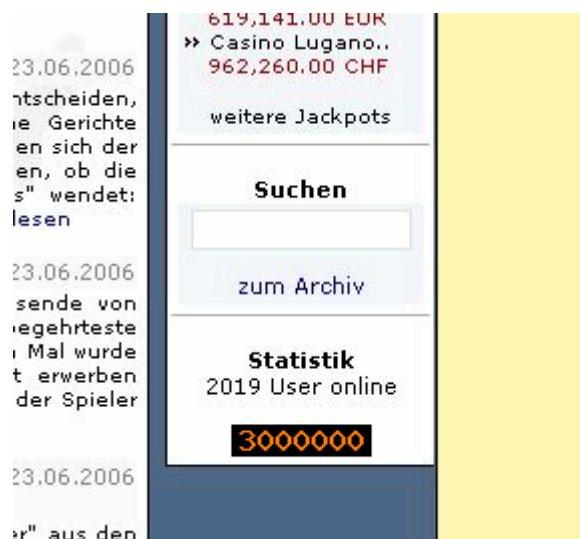 23.06.2006
entscheiden,
Gerichte
en sich der
en, ob die
s" wendet:
lesen
23.06.2006
sende von
begehrteste
Mal wurde
t erwerben
der Spieler
23.06.2006
er" aus den
619,141.00 EUR
» Casino Lugano..
962,260.00 CHF
weitere Jackpots
Suchen
zum Archiv
Statistik
2019 User online
3000000